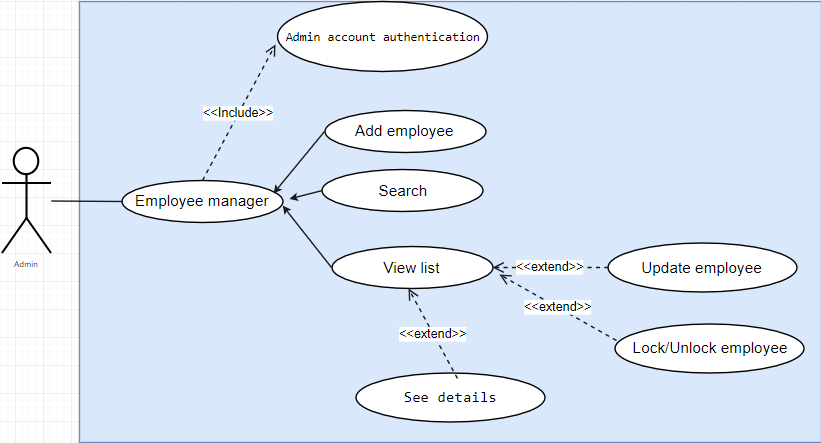 Admin account authentication
<<Include>>
Add employee
Search
Employee manager
Admin
View list
<<extend>>
Update employee
<<extend>>
<<extend>>
Lock/Unlock employee
See details